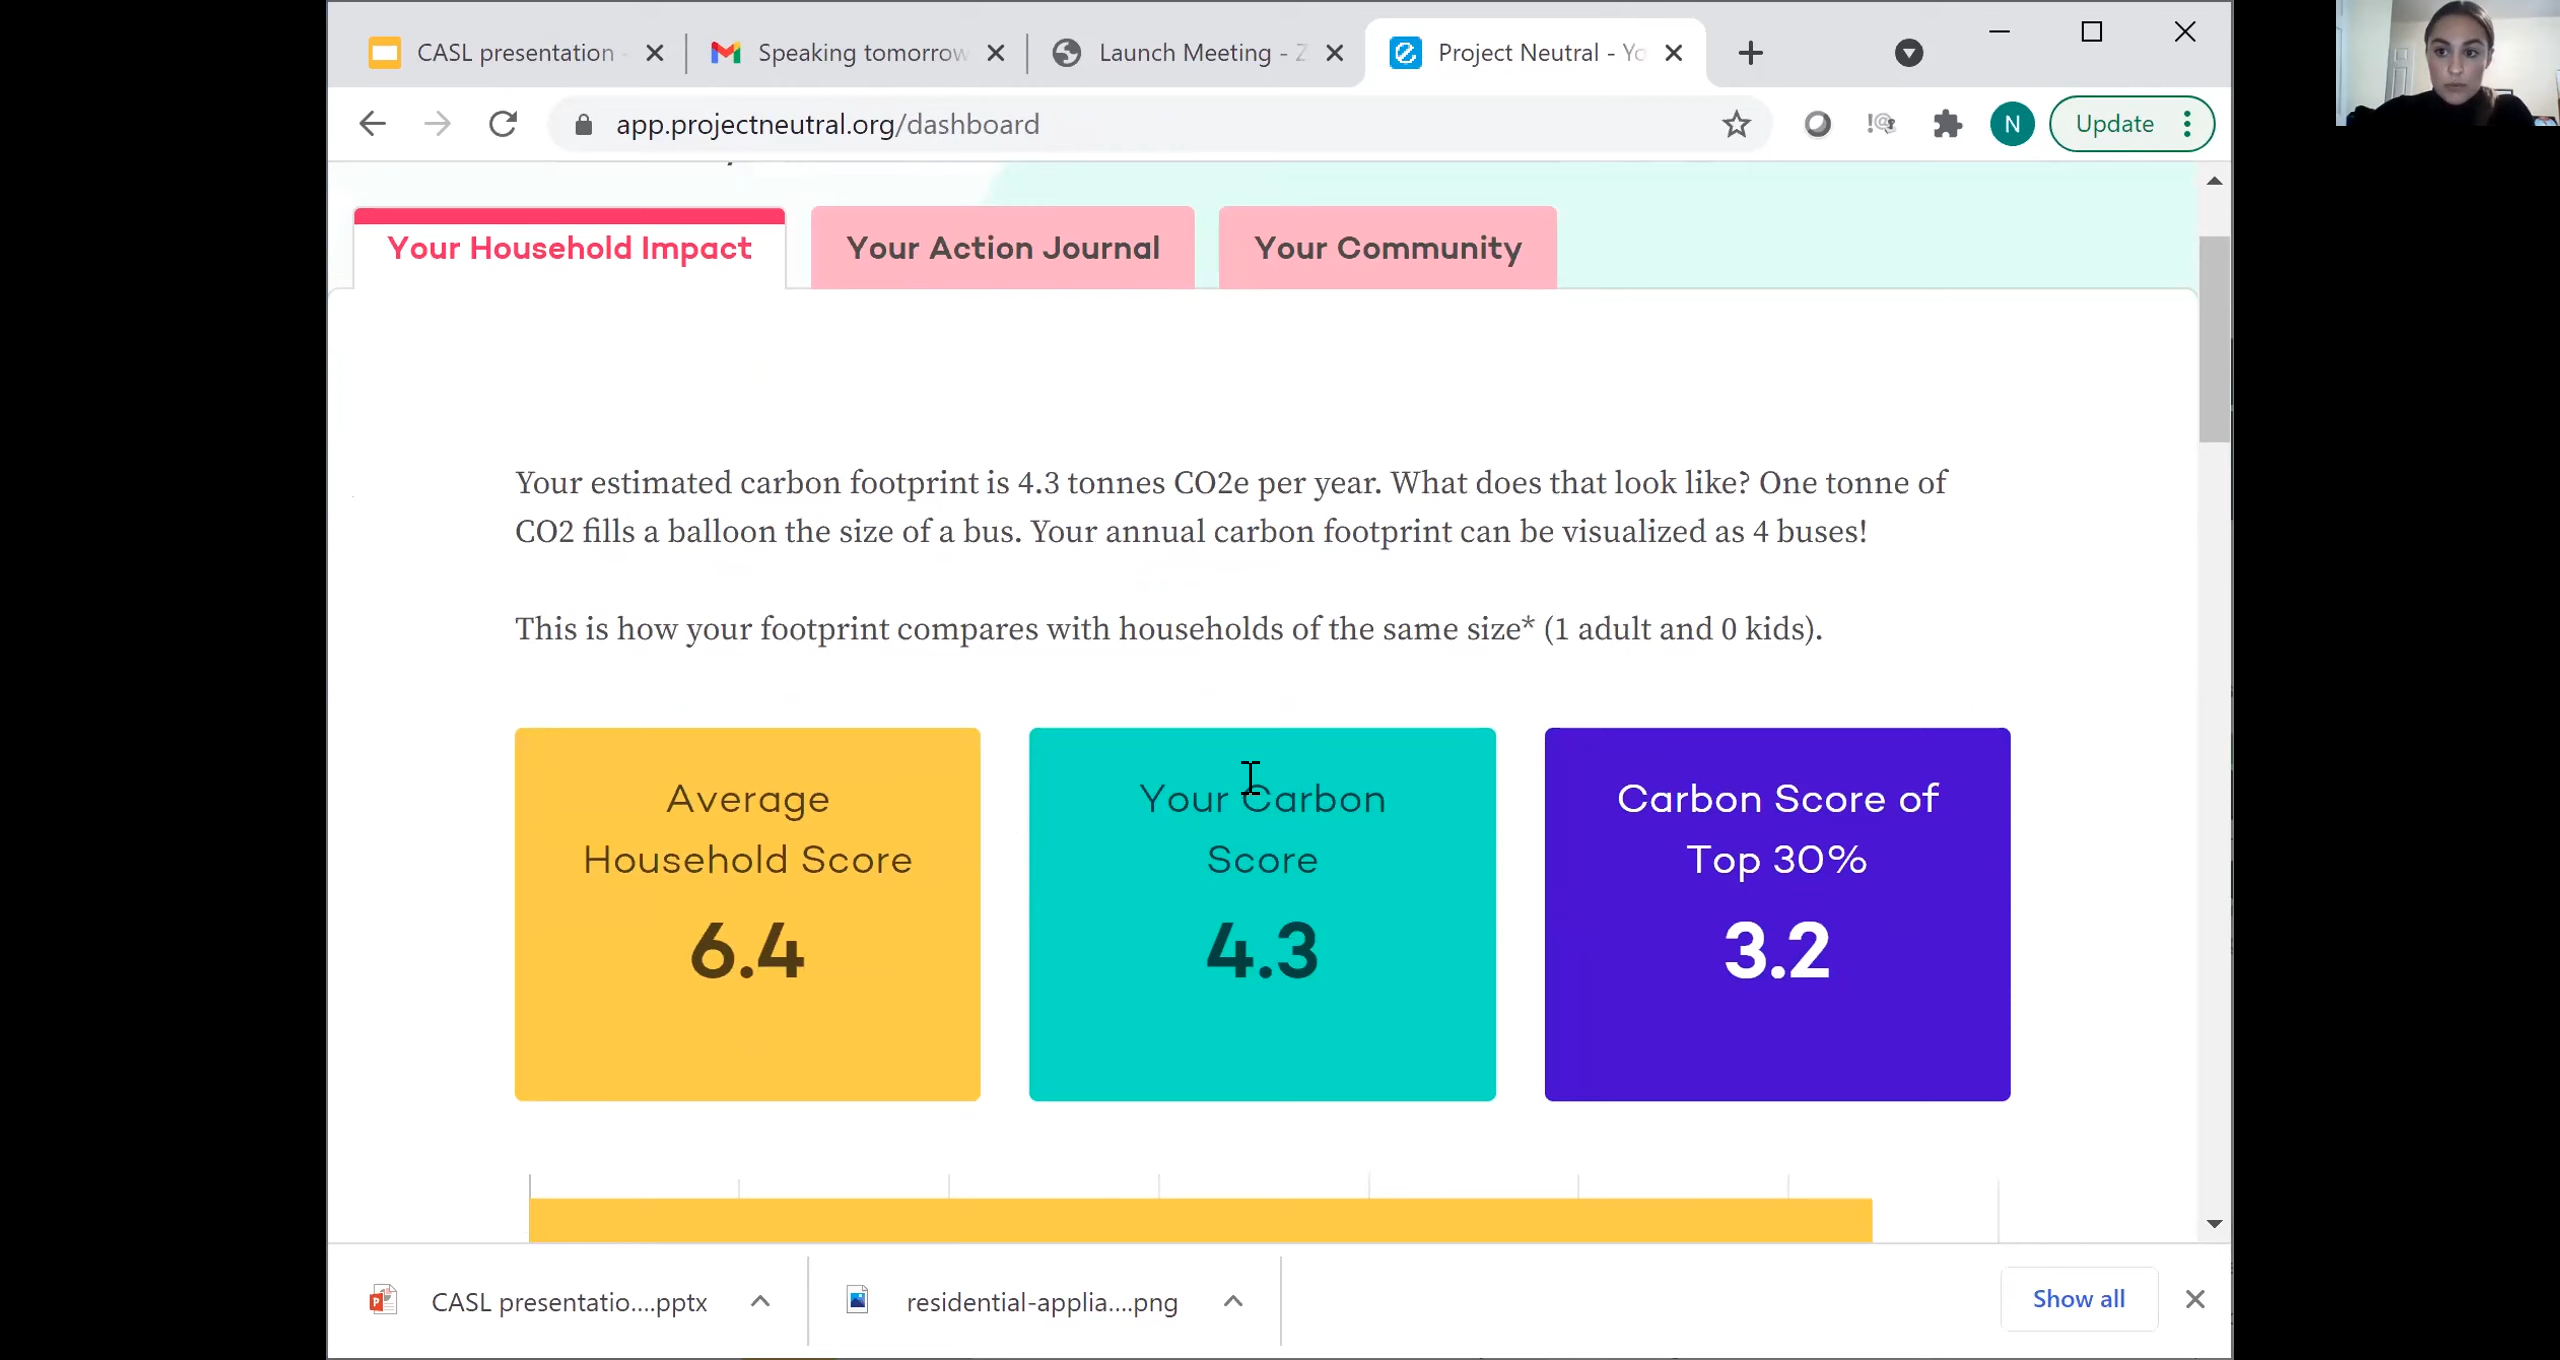 CASL presentation -
Speaking tomorrow
Launch Meeting - Z
Project Neutral - Yo
app.projectneutral.org/dashboard
!@
N
Update
Your Household Impact
Your Action Journal
Your Community
Your estimated carbon footprint is 4.3 tonnes CO2e per year. What does that look like? One tonne of
CO2 fills a balloon the size of a bus. Your annual carbon footprint can be visualized as 4 buses!
This is how your footprint compares with households of the same size* (1 adult and 0 kids).
Average
Household Score
6.4
Your Carbon
Score
4.3
Carbon Score of
Top 30%
3.2
CASL presentatio....pptx
residential-applia....png
Show all